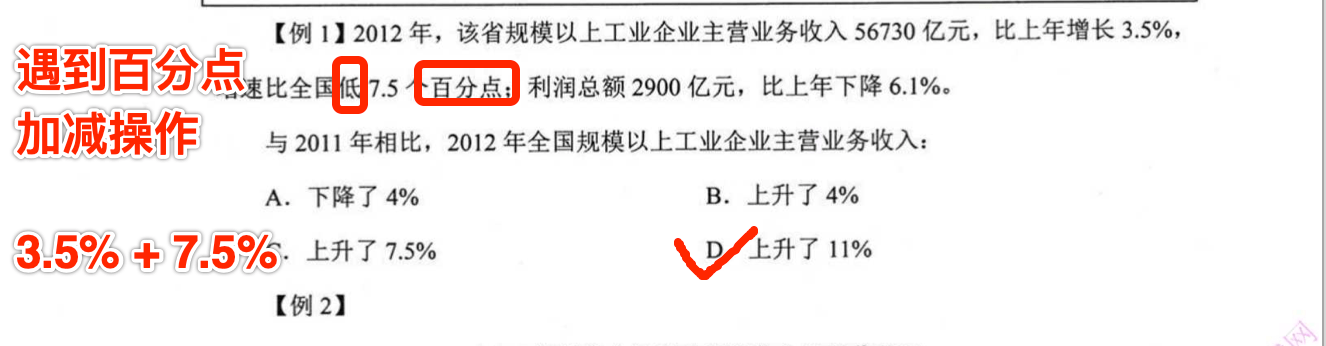 【例 1】2012 年，该省规模以上工业企业主营业务收入 56730 亿元，比上年增长 3.5%，
遇到百分点
速比全国低 7.5 个百分点；利润总额 2900 亿元，比上年下降 6.1%。
加减操作
与 2011 年相比，2012 年全国规模以上工业企业主营业务收入：
A．下降了 4%
B．上升了 4%
3.5% + 7.5%
．上升了 7.5%
D．上升了 11%
【例 2】
网